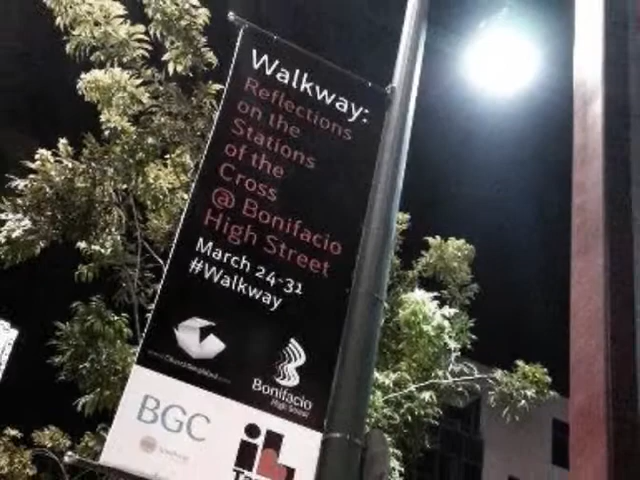 Walkway:
Reflections
on the
Stations
of the
Cross
@ Bonifacio
High Street
March 24-31
#Walkway
Bonifacio
High Street
BGC